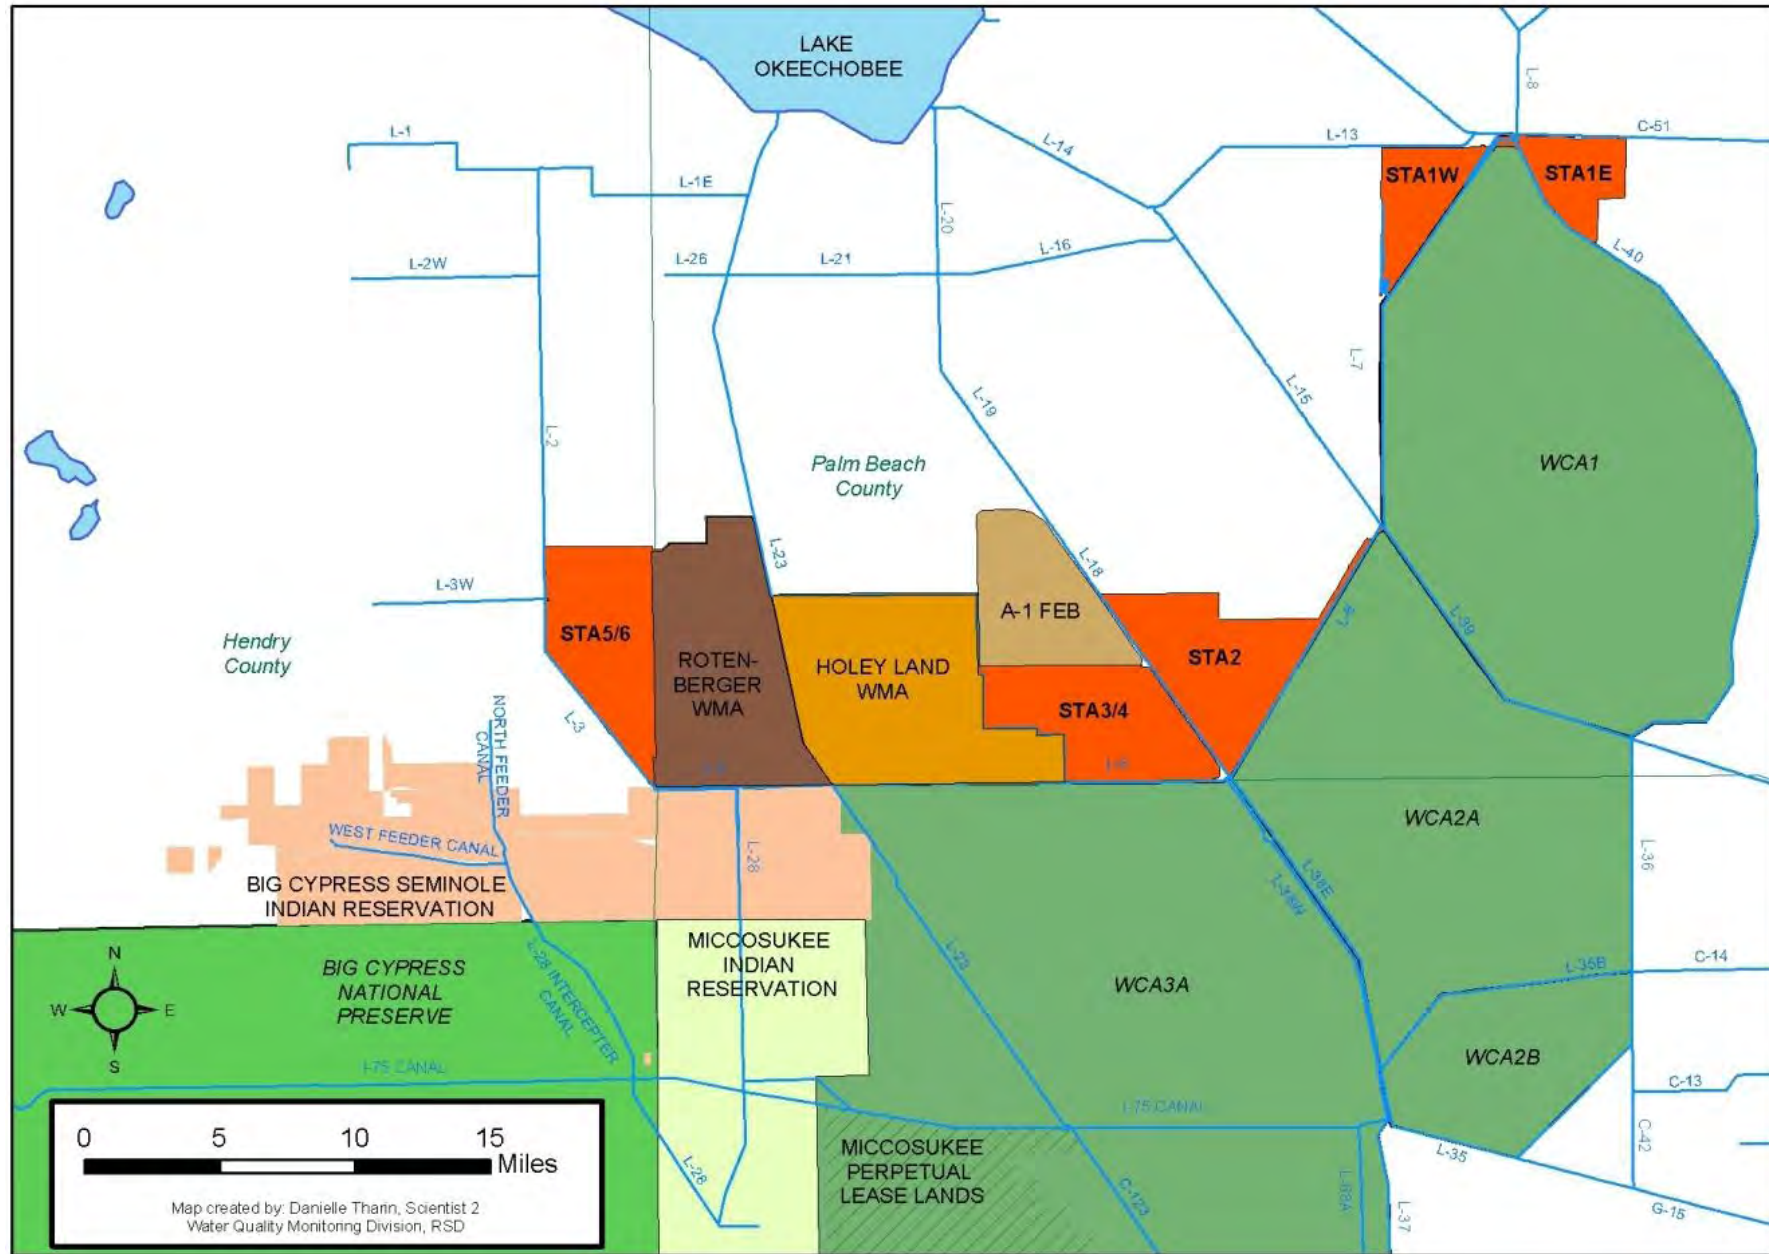 LAKE
OKEECHOBEE
L-8
C-51
L-13
L-1
L-14
STA1W
STA1E
L-1E
L-20
L-40
L-16
L-2W
L-26
L-21
L-7
L-15
L-19
L-2
Palm Beach
County
WCA1
L-23
L-18
L-3W
A-1 FEB
STA5/6
Hendry
County
ROTEN-
BERGER
WMA
HOLEY LAND
WMA
STA2
L-39
STA3/4
L-3
NORTH FEEDER
CANAL
WCA2A
WEST FEEDER CANAL
L-28
L-36
L-38E
L-38W
BIG CYPRESS SEMINOLE
INDIAN RESERVATION
MICCOSUKEE
INDIAN
RESERVATION
L-23
L-35B
C-14
N
W
E
S
BIG CYPRESS
NATIONAL
PRESERVE
L-28 INTERCEPTER
CANAL
WCA3A
WCA2B
I-75 CANAL
C-13
I-75 CANAL
0 5 10 15
Miles
C-42
MICCOSUKEE
PERPETUAL
LEASE LANDS
L-35
L-28
C-123
L-68A
L-37
G-15
Map created by: Danielle Tharin, Scientist 2
Water Quality Monitoring Division, RSD